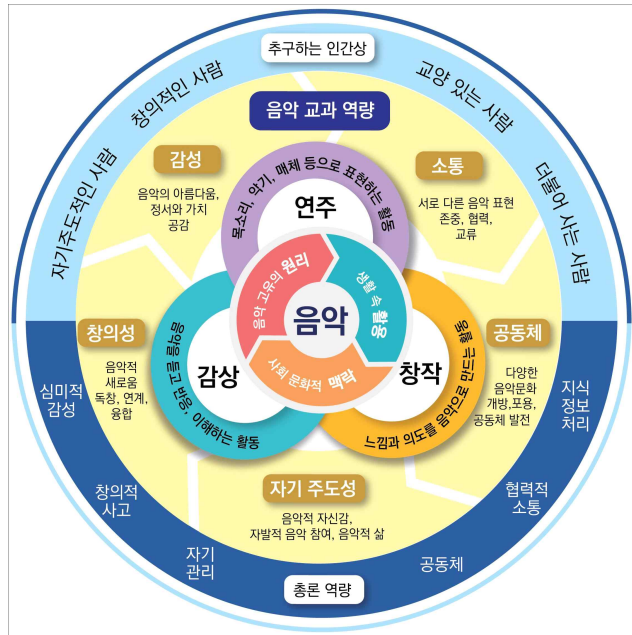 추구하는 인간상
자기주도적인 사람
창의적인 사람
교양 있는 사람
더불어 사는 사람
음악 교과 역량
감성
음악의 아름다움,
정서와 가치
공감
소통
서로 다른 음악 표현
존중, 협력,
교류
목소리, 악기, 매체 등으로 표현하는 활동
연주
음악 고유의 원리
생활 속 활용
음악
사회 문화적 맥락
창의성
음악적
새로움
독창, 연계,
융합
공동체
다양한
음악문화
개방,포용,
공동체 발전
감상
음악을 듣고 반응, 이해하는 활동
창작
느낌과 의도를 음악으로 만드는 활동
자기 주도성
음악적 자신감,
자발적 음악 참여, 음악적 삶
심미적
감성
창의적
사고
자기
관리
총론 역량
공동체
협력적
소통
지식
정보
처리